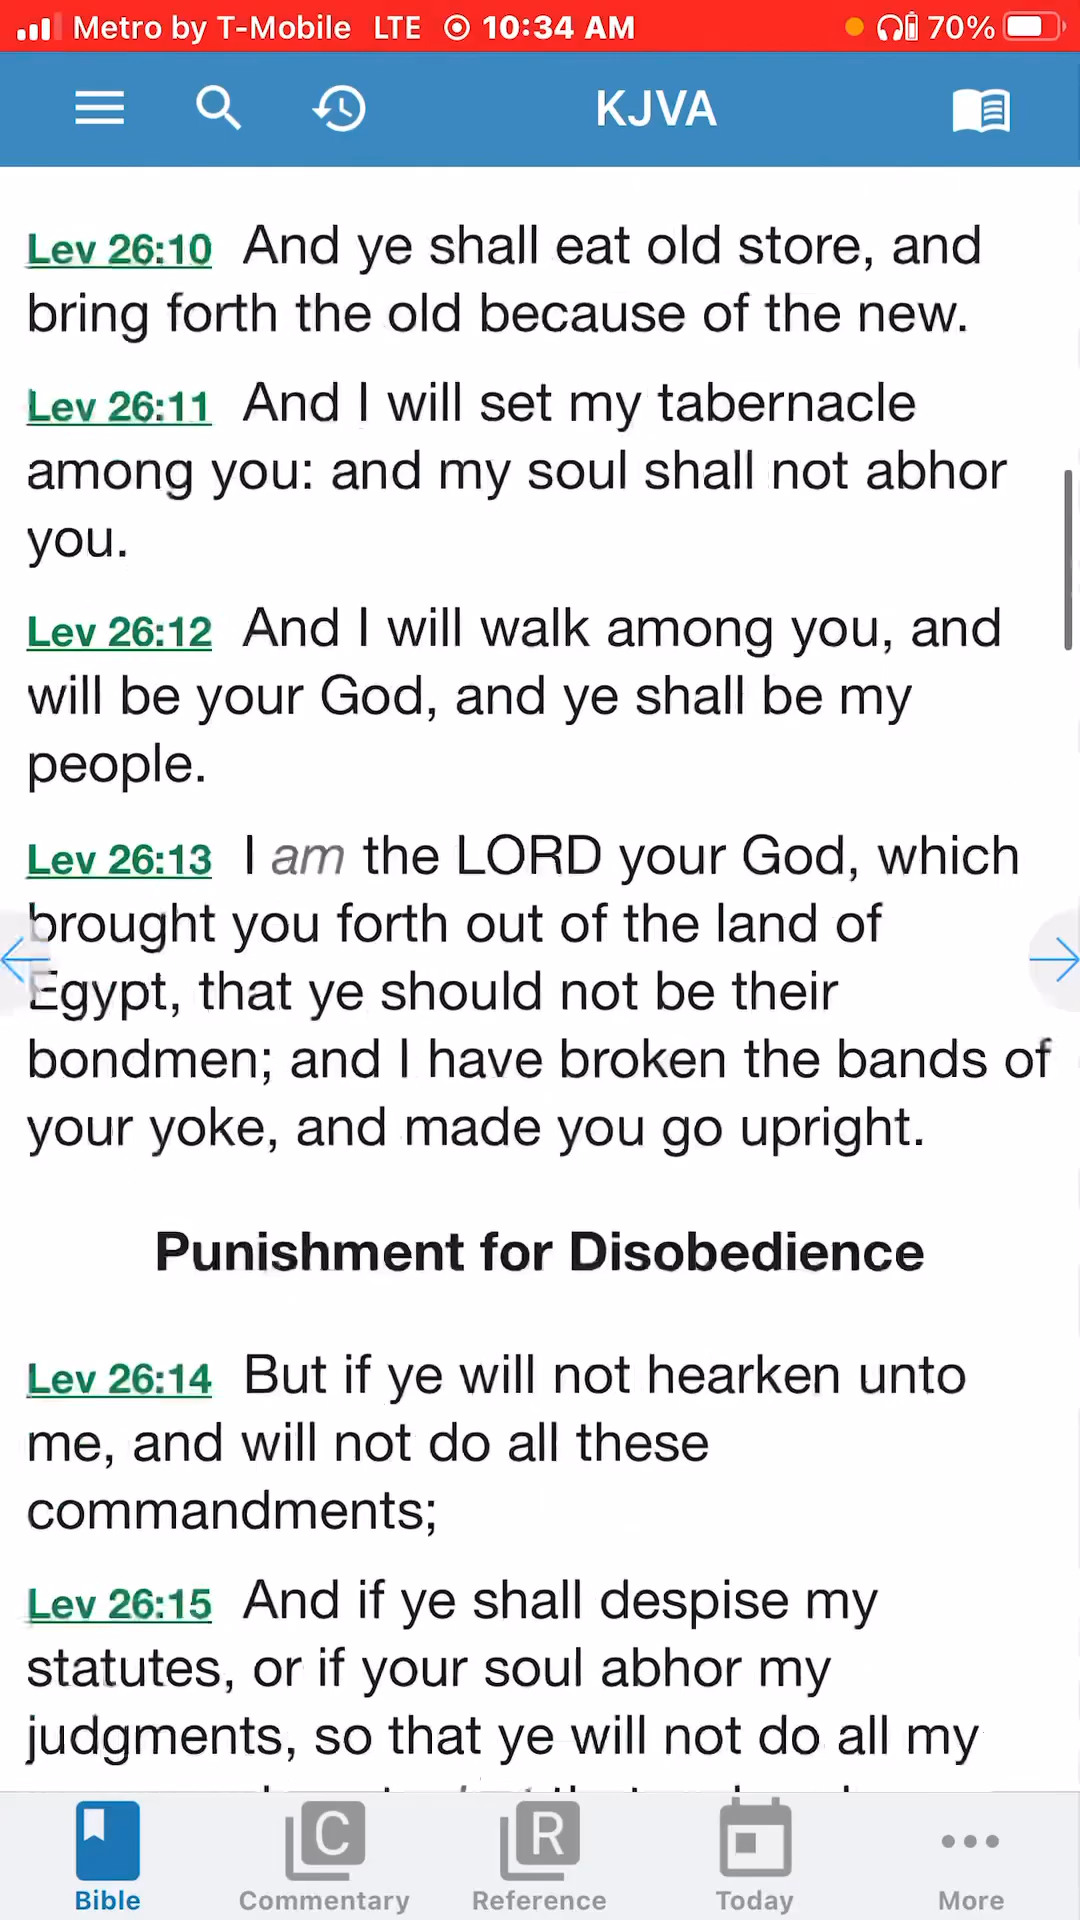 Metro by T-Mobile LTE 10:34 AM 70%
KJVA
Lev 26:10 And ye shall eat old store, and
bring forth the old because of the new.
Lev 26:11 And I will set my tabernacle
among you: and my soul shall not abhor
you.
Lev 26:12 And I will walk among you, and
will be your God, and ye shall be my
people.
Lev 26:13 I am the LORD your God, which
brought you forth out of the land of
Egypt, that ye should not be their
bondmen; and I have broken the bands of
your yoke, and made you go upright.
Punishment for Disobedience
Lev 26:14 But if ye will not hearken unto
me, and will not do all these
commandments;
Lev 26:15 And if ye shall despise my
statutes, or if your soul abhor my
judgments, so that ye will not do all my
C R
Bible Commentary Reference Today More